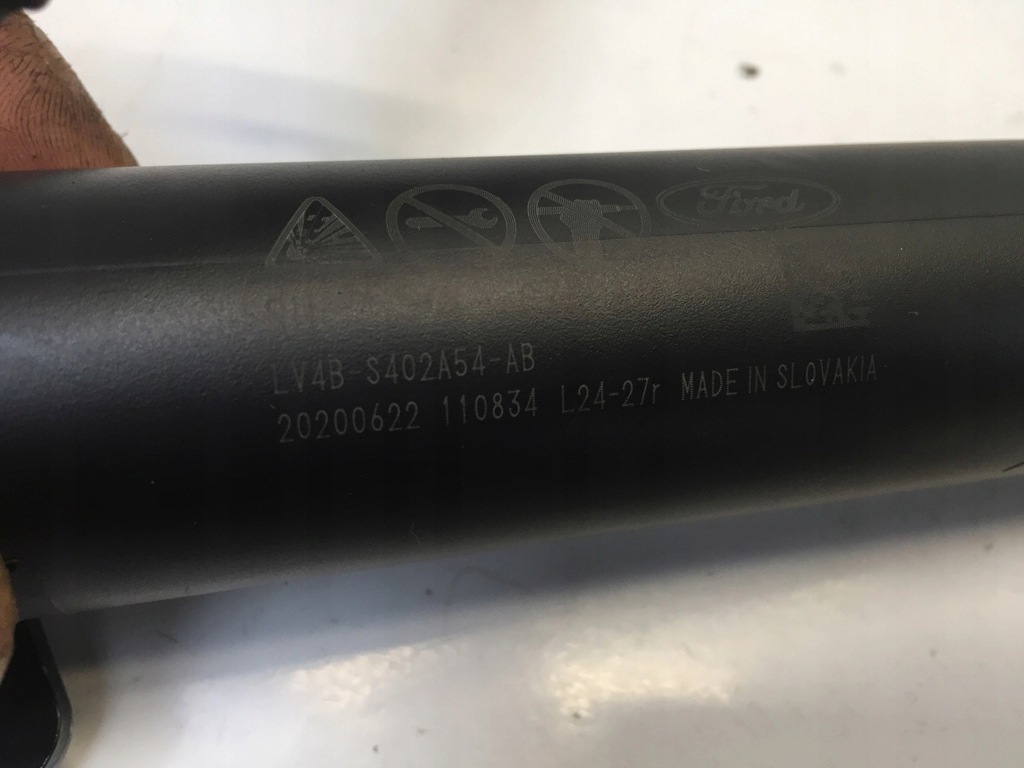 Ford
LV4B-S402A54-AB
20200622 110834 L24-27r MADE IN SLOVAKIA